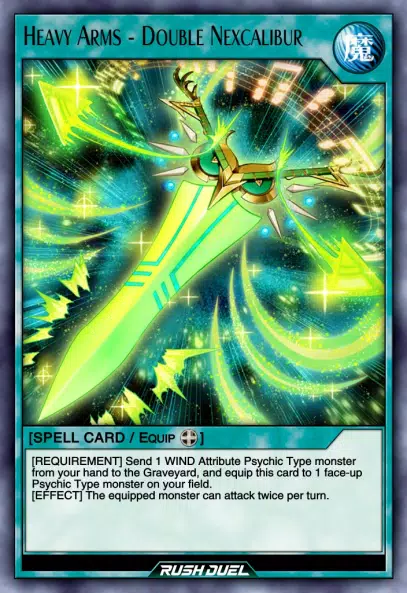 Heavy Arms - Double Nexcalibur
魔
[SPELL CARD / Equip]
[REQUIREMENT] Send 1 WIND Attribute Psychic Type monster
from your hand to the Graveyard, and equip this card to 1 face-up
Psychic Type monster on your field.
[EFFECT] The equipped monster can attack twice per turn.
RUSH DUEL